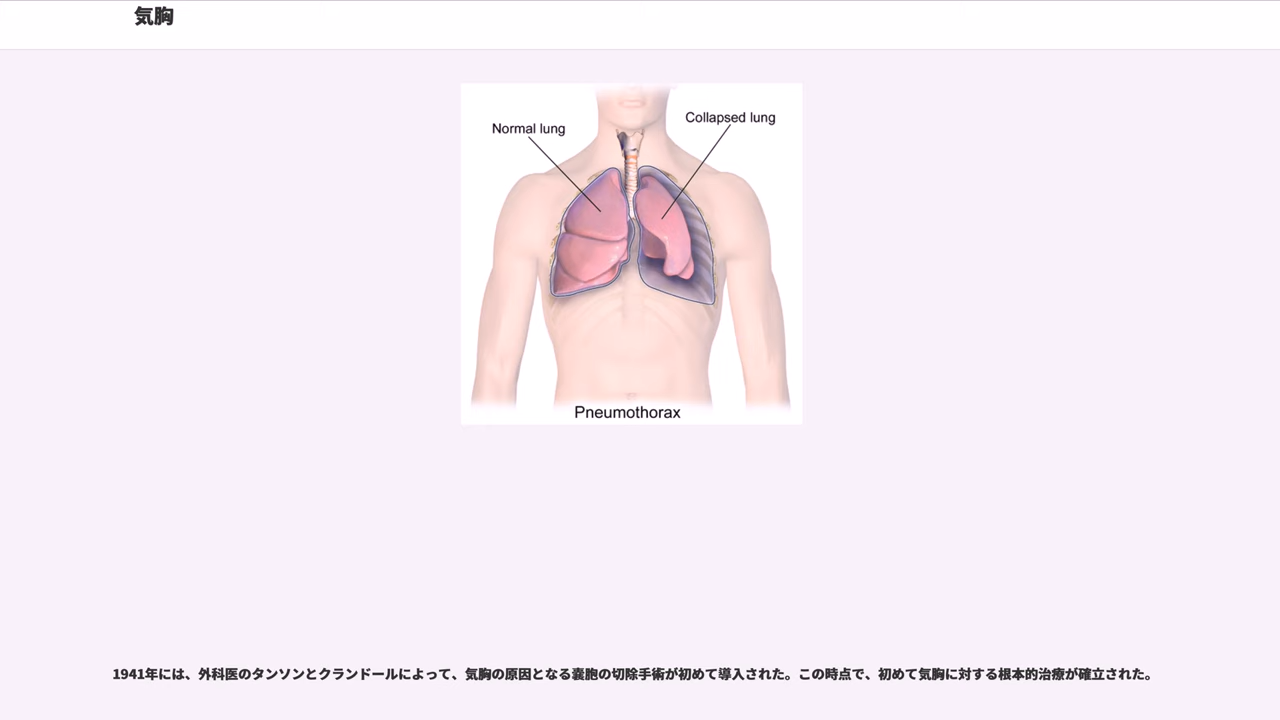 気胸
Normal lung
Collapsed lung
Pneumothorax
1941年には、外科医のタンソンとクランドールによって、気胸の原因となる嚢胞の切除手術が初めて導入された。この時点で、初めて気胸に対する根本的治療が確立された。